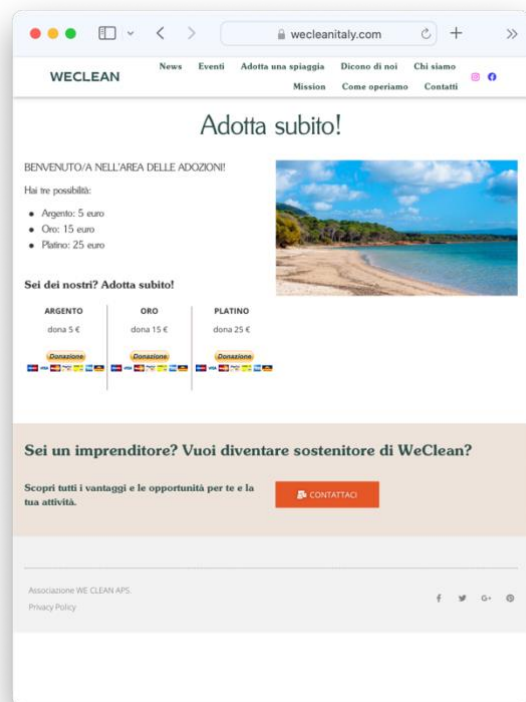 wecleanitaly.com
WECLEAN
News Eventi Adotta una spiaggia Dicono di noi Chi siamo
Mission Come operiamo Contatti
Adotta subito!
BENVENUTO/A NELL'AREA DELLE ADOZIONI!
Hai tre possibilità:
Argento: 5 euro
Oro: 15 euro
Platino: 25 euro
Sei dei nostri? Adotta subito!
ARGENTO ORO PLATINO
dona 5 € dona 15 € dona 25 €
Donazione Donazione Donazione
Sei un imprenditore? Vuoi diventare sostenitore di WeClean?
Scopri tutti i vantaggi e le opportunità per te e la
tua attività.
CONTATTACI
Associazione WE CLEAN APS.
Privacy Policy